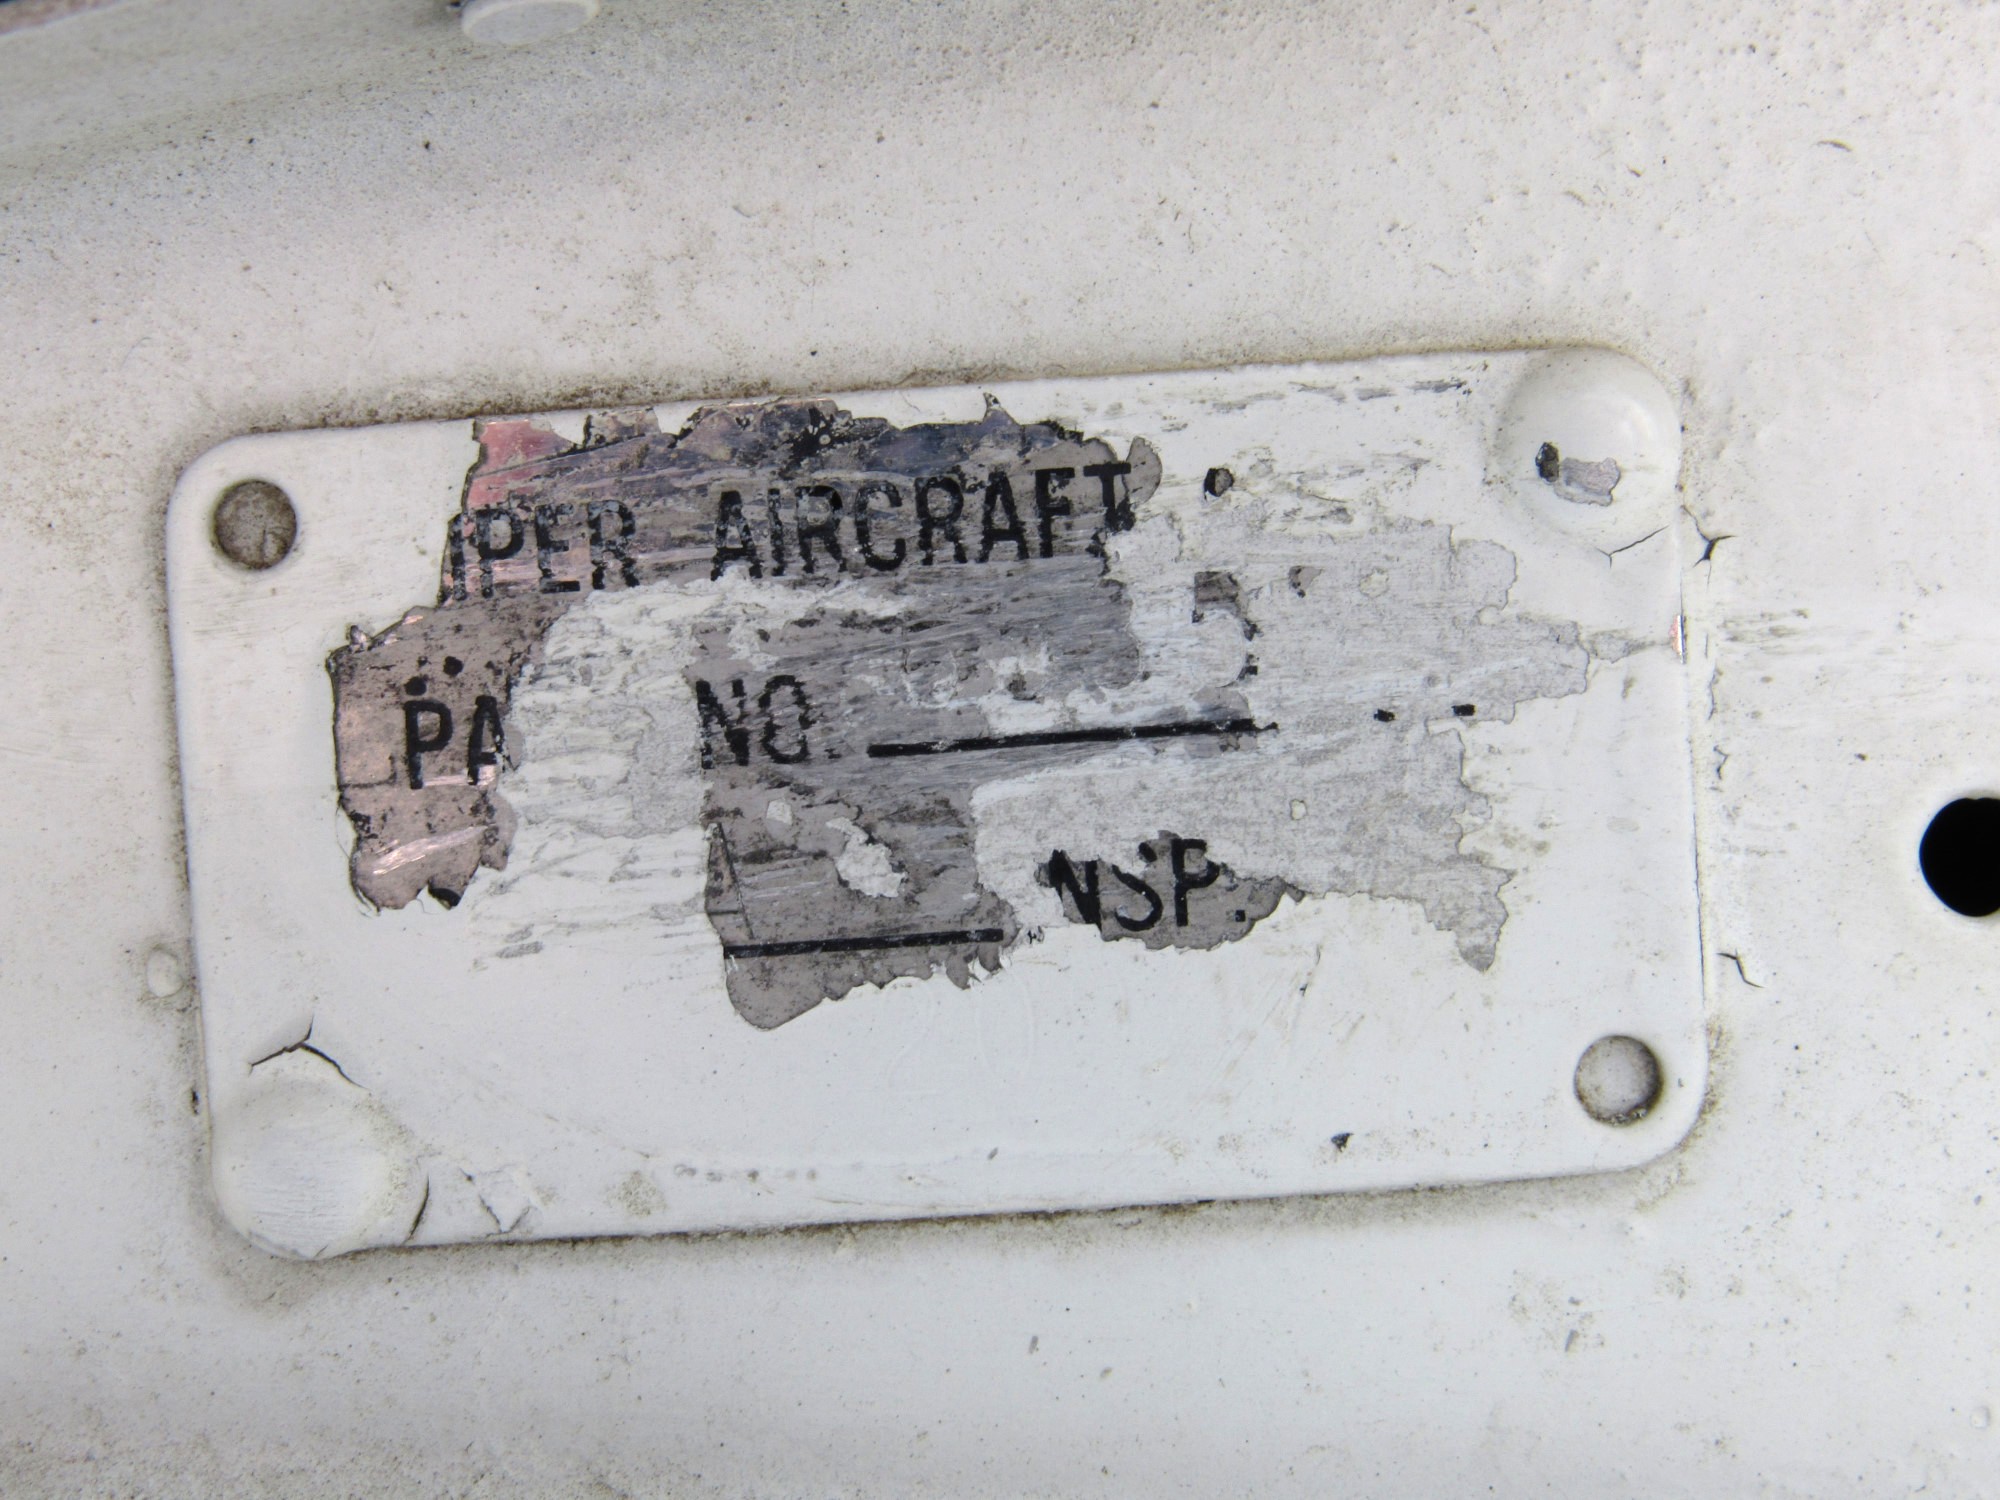 IPER AIRCRAFT
PA NO.
NSP.